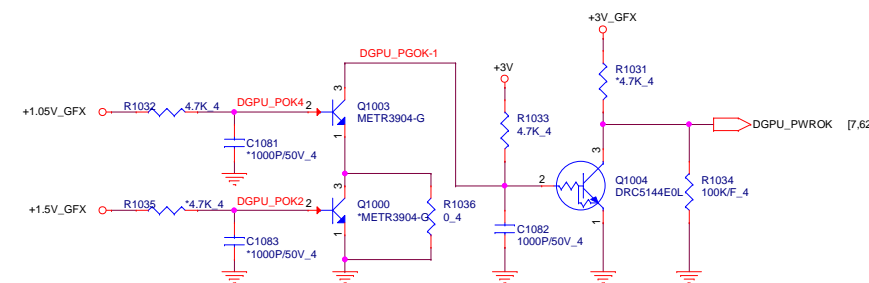 +3V_GFX
DGPU_PGOK-1
+3V
R1031
*4.7K_4
3
+1.05V_GFX
R1032
4.7K_4
DGPU_POK4
2
Q1003
METR3904-G
1
R1033
4.7K_4
DGPU_PWROK
[7,62
C1081
*1000P/50V_4
3
2
Q1004
DRC5144E0L
1
R1034
100K/F_4
+1.5V_GFX
R1035
*4.7K_4
DGPU_POK2
2
3
Q1000
*METR3904-G
1
R1036
0_4
C1083
*1000P/50V_4
C1082
1000P/50V_4